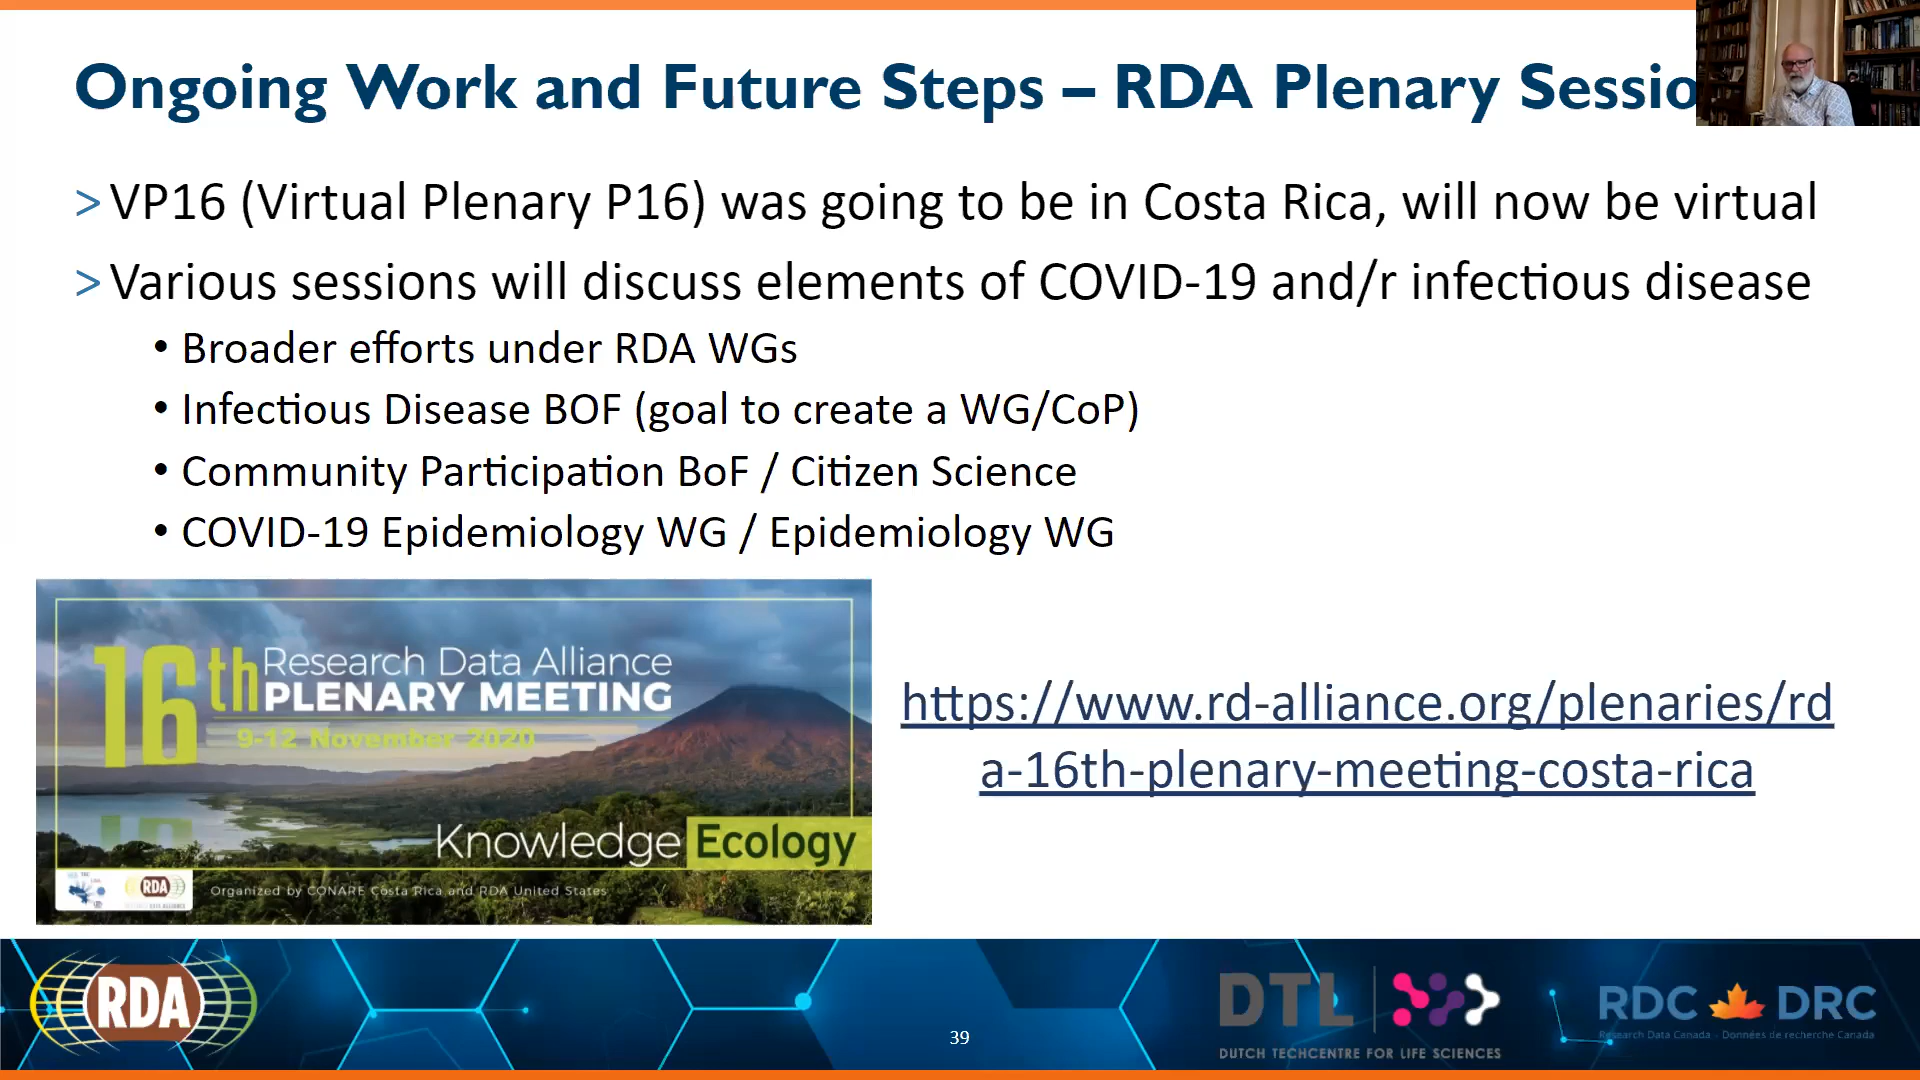 Ongoing Work and Future Steps – RDA Plenary Sessio
> VP16 (Virtual Plenary P16) was going to be in Costa Rica, will now be virtual
> Various sessions will discuss elements of COVID-19 and/r infectious disease
• Broader efforts under RDA WGs
• Infectious Disease BOF (goal to create a WG/CoP)
• Community Participation BoF / Citizen Science
• COVID-19 Epidemiology WG / Epidemiology WG
16th Research Data Alliance
PLENARY MEETING
9-12 November 2020
Knowledge Ecology
RDA
Organized by CONARE Costa Rica and RDA United States
https://www.rd-alliance.org/plenaries/rd
a-16th-plenary-meeting-costa-rica
RDA
39
DTL
DUTCH TECHCENTRE FOR LIFE SCIENCES
RDC DRC
Research Data Canada - Données de recherche Canada